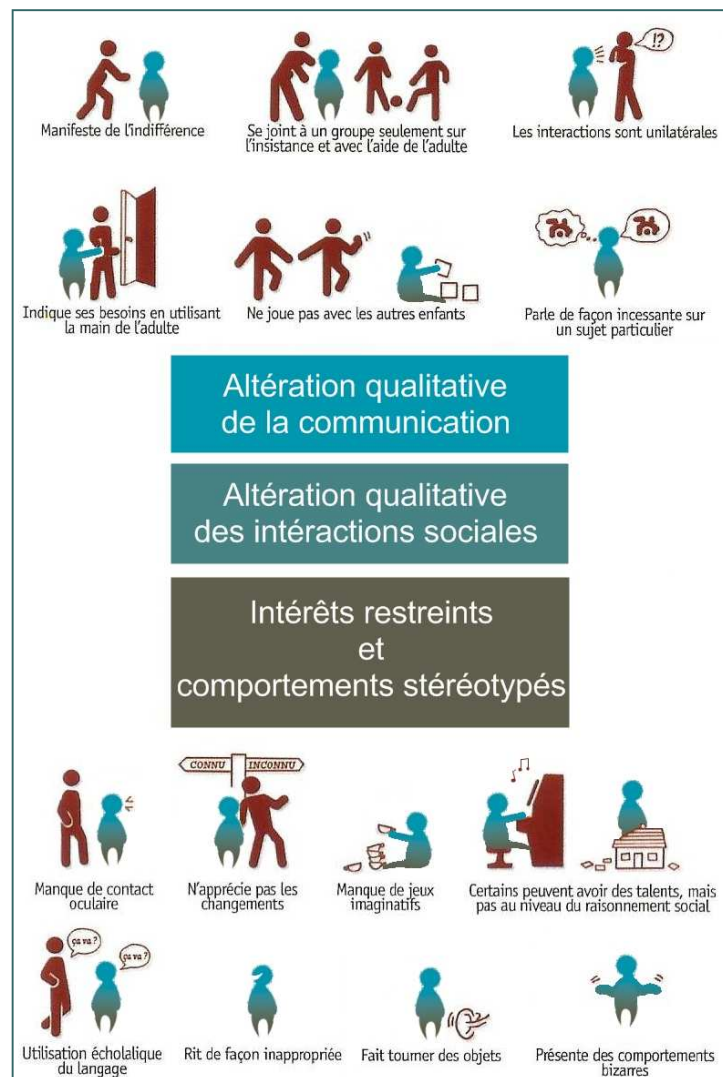 !?
Manifeste de l'indifférence
Se joint à un groupe seulement sur
l'insistance et avec l'aide de l'adulte
Les interactions sont unilatérales
Indique ses besoins en utilisant
la main de l'adulte
Ne joue pas avec les autres enfants
Parle de façon incessante sur
un sujet particulier
Altération qualitative
de la communication
Altération qualitative
des intéractions sociales
Intérêts restreints
et
comportements stéréotypés
CONNU INCONNU
Manque de contact
oculaire
N'apprécie pas les
changements
Manque de jeux
imaginatifs
Certains peuvent avoir des talents, mais
pas au niveau du raisonnement social
ça va ?
ça va ?
Utilisation écholalique
du langage
Rit de façon inappropriée
Fait tourner des objets
Présente des comportements
bizarres